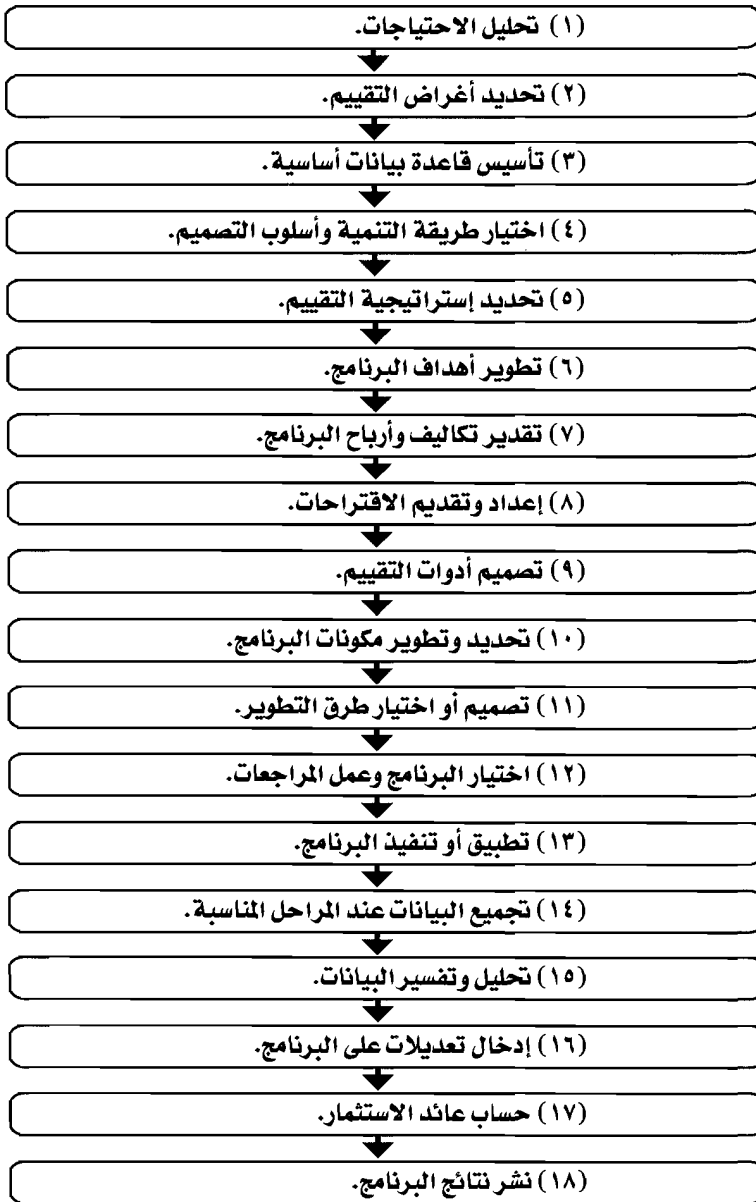 (١) تحليل الاحتياجات.
(٢) تحديد أغراض التقييم.
(٣) تأسيس قاعدة بيانات أساسية.
(٤) اختيار طريقة التنمية وأسلوب التصميم.
(٥) تحديد إستراتيجية التقييم.
(٦) تطوير أهداف البرنامج.
(٧) تقدير تكاليف وأرباح البرنامج.
(٨) إعداد وتقديم الاقتراحات.
(٩) تصميم أدوات التقييم.
(١٠) تحديد وتطوير مكونات البرنامج.
(١١) تصميم أو اختيار طرق التطوير.
(١٢) اختيار البرنامج وعمل المراجعات.
(١٣) تطبيق أو تنفيذ البرنامج.
(١٤) تجميع البيانات عند المراحل المناسبة.
(١٥) تحليل وتفسير البيانات.
(١٦) إدخال تعديلات على البرنامج.
(١٧) حساب عائد الاستثمار.
(١٨) نشر نتائج البرنامج.